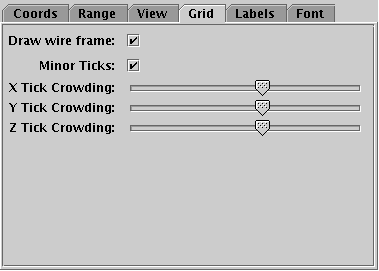 Coords Range View Grid Labels Font
Draw wire frame:
Minor Ticks:
X Tick Crowding:
Y Tick Crowding:
Z Tick Crowding: